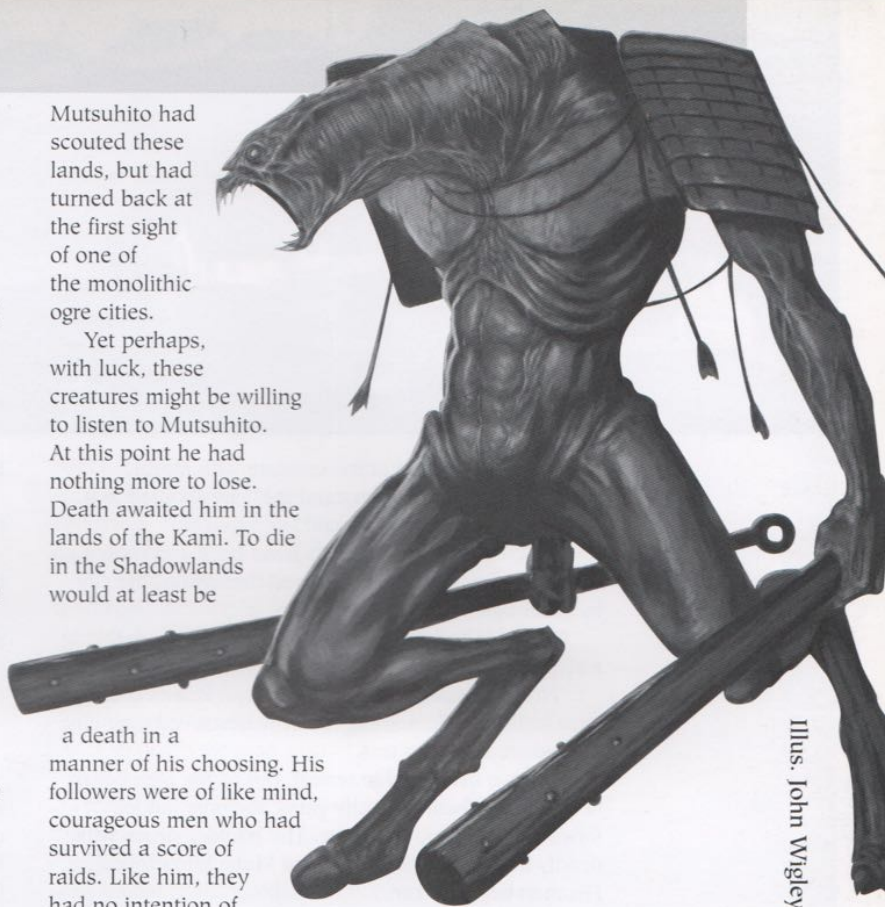 Mutsuhito had
scouted these
lands, but had
turned back at
the first sight
of one of
the monolithic
ogre cities.
Yet perhaps,
with luck, these
creatures might be willing
to listen to Mutsuhito.
At this point he had
nothing more to lose.
Death awaited him in the
lands of the Kami. To die
in the Shadowlands
would at least be
a death in a
manner of his choosing. His
followers were of like mind,
courageous men who had
survived a score of
raids. Like him, they
had no intention of
Illus. John Wigley